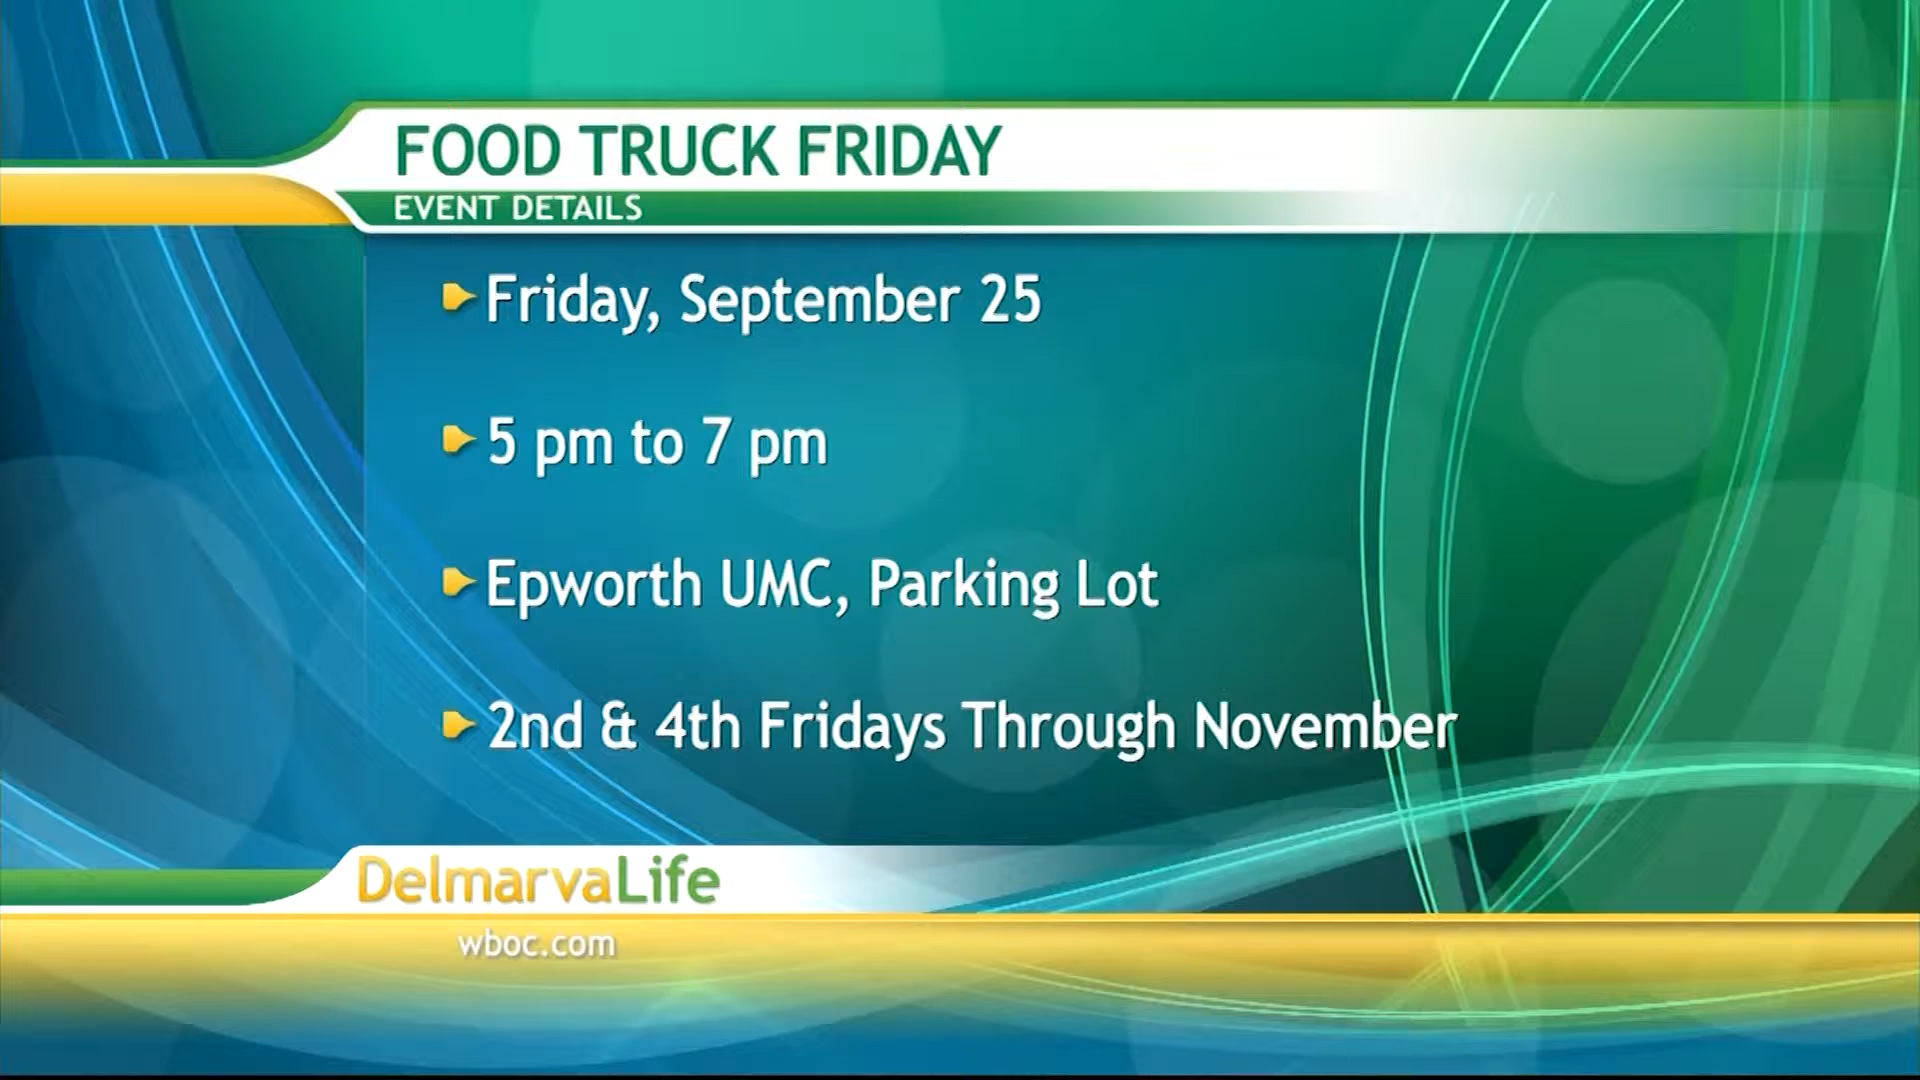 FOOD TRUCK FRIDAY
EVENT DETAILS
Friday, September 25
5 pm to 7 pm
Epworth UMC, Parking Lot
2nd & 4th Fridays Through November
DelmarvaLife
wboc.com